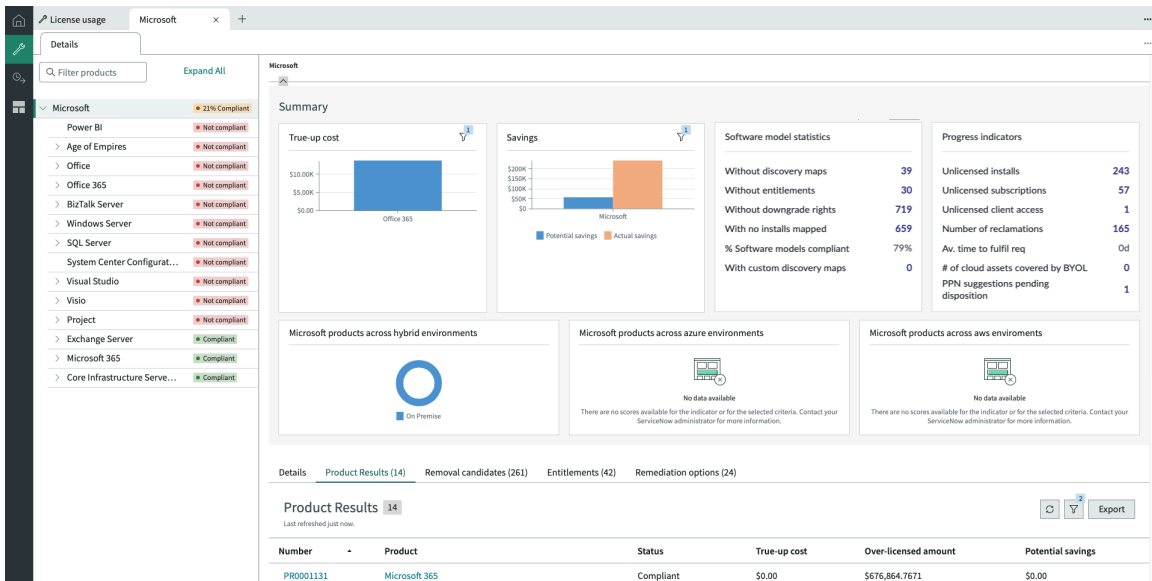 License usage
Microsoft
Details
Filter products
Expand All
Microsoft
21% Compliant
Power BI
Not compliant
Age of Empires
Not compliant
Office
Not compliant
Office 365
Not compliant
BizTalk Server
Not compliant
Windows Server
Not compliant
SQL Server
Not compliant
System Center Configurat...
Not compliant
Visual Studio
Not compliant
Visio
Not compliant
Project
Not compliant
Exchange Server
Compliant
Microsoft 365
Compliant
Core Infrastructure Serve...
Compliant
Microsoft
Summary
True-up cost
1
$10.00K
$5.00K
$0.00
Office 365
Savings
1
$200K
$150K
$100K
$50K
$0
Microsoft
Potential savings Actual savings
Software model statistics
Without discovery maps 39
Without entitlements 30
Without downgrade rights 719
With no installs mapped 659
% Software models compliant 79%
With custom discovery maps 0
Progress indicators
Unlicensed installs 243
Unlicensed subscriptions 57
Unlicensed client access 1
Number of reclamations 165
Av. time to fulfil req 0d
# of cloud assets covered by BYOL 0
PPN suggestions pending
disposition 1
Microsoft products across hybrid environments
On Premise
Microsoft products across azure environments
No data available
There are no scores available for the indicator or for the selected criteria. Contact your
ServiceNow administrator for more information.
Microsoft products across aws enviroments
No data available
There are no scores available for the indicator or for the selected criteria. Contact your
ServiceNow administrator for more information.
Details Product Results (14) Removal candidates (261) Entitlements (42) Remediation options (24)
Product Results 14
Last refreshed just now.
2
Export
Number Product Status True-up cost Over-licensed amount Potential savings
PR0001131 Microsoft 365 Compliant $0.00 $676,864.7671 $0.00